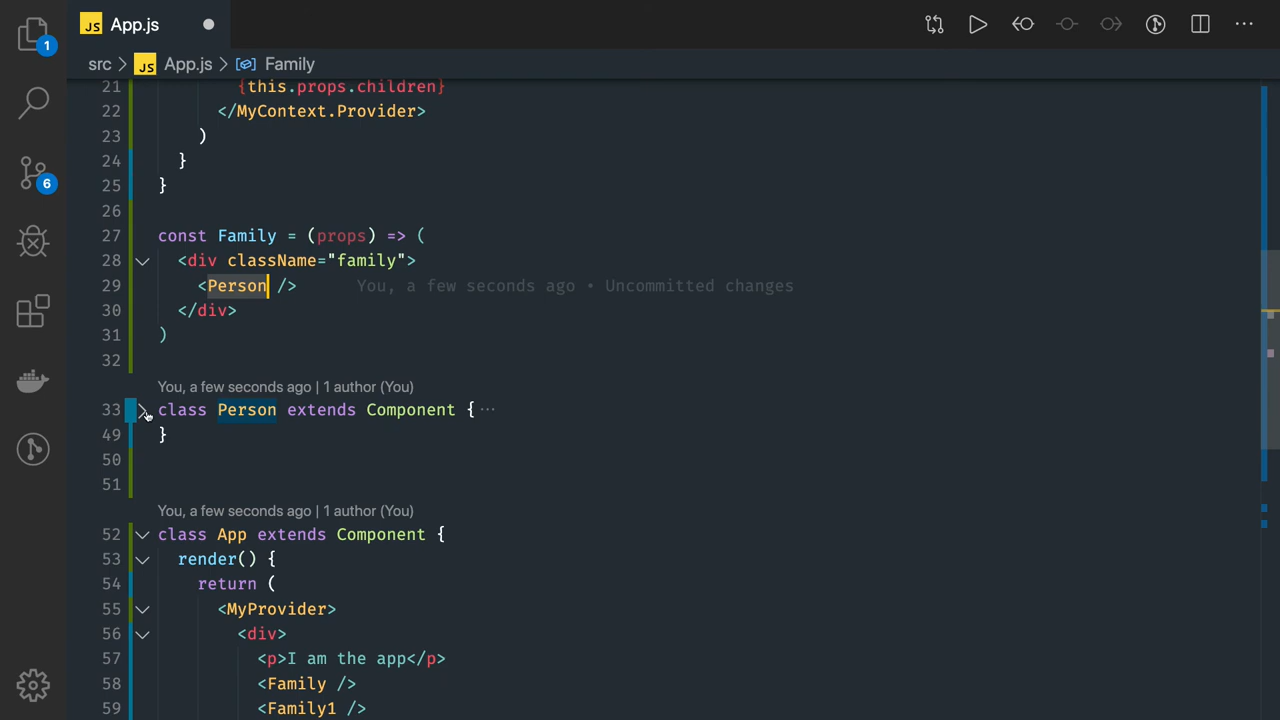 JS App.js
1
src > JS App.js > Family
21 {this.props.children}
22 </MyContext.Provider>
23 )
24 }
25 }
26
27 const Family = (props) => (
28 <div className="family">
29 <Person /> You, a few seconds ago • Uncommitted changes
30 </div>
31 )
32
You, a few seconds ago | 1 author (You)
33 class Person extends Component {···
49 }
50
51
You, a few seconds ago | 1 author (You)
52 class App extends Component {
53 render() {
54 return (
55 <MyProvider>
56 <div>
57 <p>I am the app</p>
58 <Family />
59 <Family1 />
6